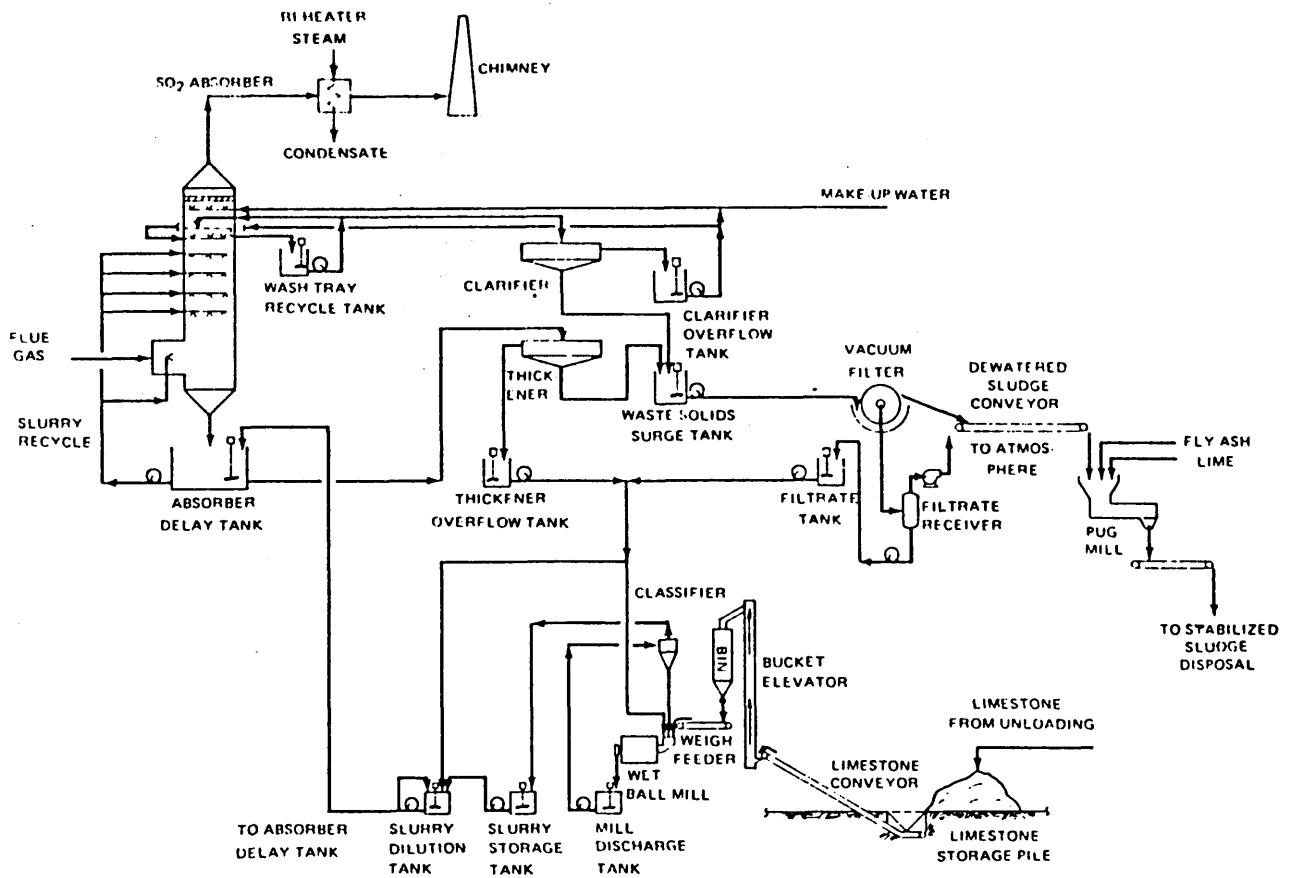 RI HEATER
STEAM
CHIMNEY
SO2 ABSORBER
CONDENSATE
MAKE-UP WATER
WASH TRAY
RECYCLE TANK
CLARIFIER
CLARIFIER
OVERFLOW
TANK
FLUE
GAS
THICK
ENER
VACUUM
FILTER
DEWATERED
SLUDGE
CONVEYOR
WASTE SOLIDS
SURGE TANK
SLURRY
RECYCLE
TO ATMOS-
PHERE
FLY ASH
LIME
ABSORBER
DELAY TANK
THICKENER
OVERFLOW TANK
FILTRATE
TANK
FILTRATE
RECEIVER
PUG
MILL
CLASSIFIER
TO STABILIZED
SLUDGE
DISPOSAL
BIN
BUCKET
ELEVATOR
LIMESTONE
FROM UNLOADING
WEIGH
FEEDER
LIMESTONE
CONVEYOR
WET
BALL MILL
TO ABSORBER
DELAY TANK
SLURRY
DILUTION
TANK
SLURRY
STORAGE
TANK
MILL
DISCHARGE
TANK
LIMESTONE
STORAGE PILE